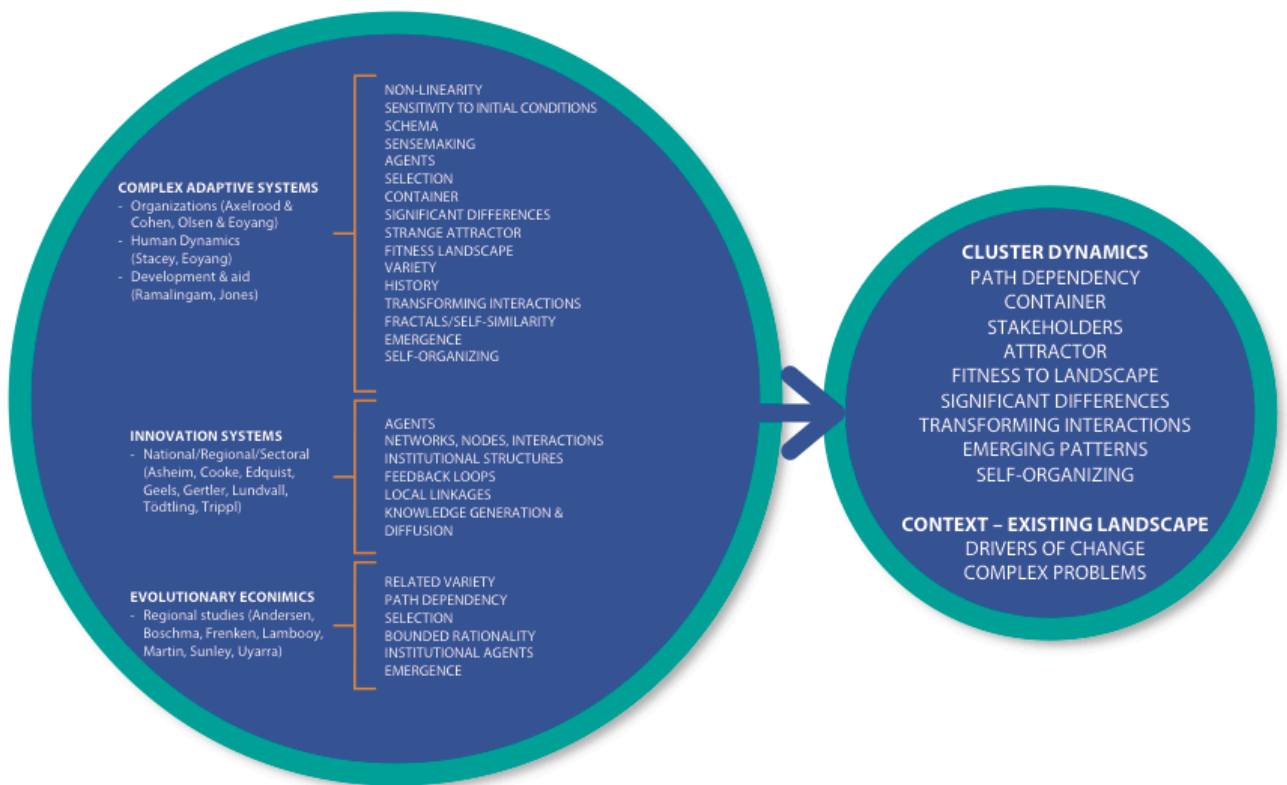 COMPLEX ADAPTIVE SYSTEMS
- Organizations (Axelrood &
Cohen, Olsen & Eoyang)
- Human Dynamics
(Stacey, Eoyang)
- Development & aid
(Ramalingam, Jones)
NON-LINEARITY
SENSITIVITY TO INITIAL CONDITIONS
SCHEMA
SENSEMAKING
AGENTS
SELECTION
CONTAINER
SIGNIFICANT DIFFERENCES
STRANGE ATTRACTOR
FITNESS LANDSCAPE
VARIETY
HISTORY
TRANSFORMING INTERACTIONS
FRACTALS/SELF-SIMILARITY
EMERGENCE
SELF-ORGANIZING
INNOVATION SYSTEMS
- National/Regional/Sectoral
(Asheim, Cooke, Edquist,
Geels, Gertler, Lundvall,
Tödtling, Trippl)
AGENTS
NETWORKS, NODES, INTERACTIONS
INSTITUTIONAL STRUCTURES
FEEDBACK LOOPS
LOCAL LINKAGES
KNOWLEDGE GENERATION &
DIFFUSION
EVOLUTIONARY ECONIMICS
- Regional studies (Andersen,
Boschma, Frenken, Lambooy,
Martin, Sunley, Uyarra)
RELATED VARIETY
PATH DEPENDENCY
SELECTION
BOUNDED RATIONALITY
INSTITUTIONAL AGENTS
EMERGENCE
CLUSTER DYNAMICS
PATH DEPENDENCY
CONTAINER
STAKEHOLDERS
ATTRACTOR
FITNESS TO LANDSCAPE
SIGNIFICANT DIFFERENCES
TRANSFORMING INTERACTIONS
EMERGING PATTERNS
SELF-ORGANIZING
CONTEXT – EXISTING LANDSCAPE
DRIVERS OF CHANGE
COMPLEX PROBLEMS